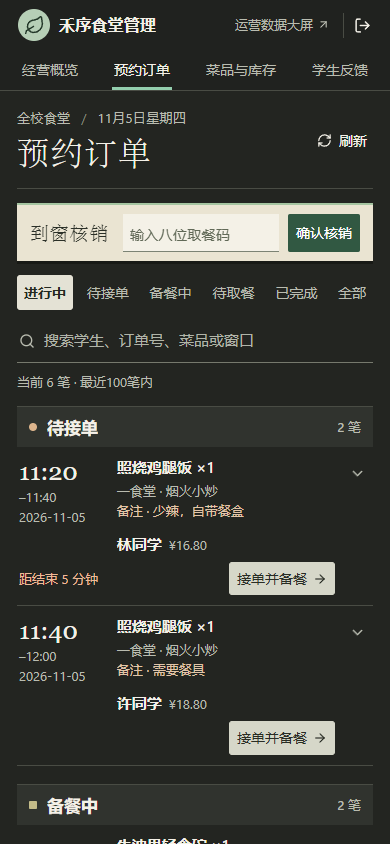 禾序食堂管理
运营数据大屏 ↗
经营概览 预约订单 菜品与库存 学生反馈
全校食堂 / 11月5日星期四
预约订单
刷新
到窗核销 输入八位取餐码 确认核销
进行中 待接单 备餐中 待取餐 已完成 全部
搜索学生、订单号、菜品或窗口
当前 6 笔 · 最近100笔内
待接单 2 笔
11:20 照烧鸡腿饭 ×1
–11:40 一食堂 · 烟火小炒
2026-11-05 备注 · 少辣，自带餐盒
林同学 ¥16.80
距结束 5 分钟 接单并备餐 →
11:40 照烧鸡腿饭 ×1
–12:00 一食堂 · 烟火小炒
2026-11-05 备注 · 需要餐具
许同学 ¥18.80
接单并备餐 →
备餐中 2 笔